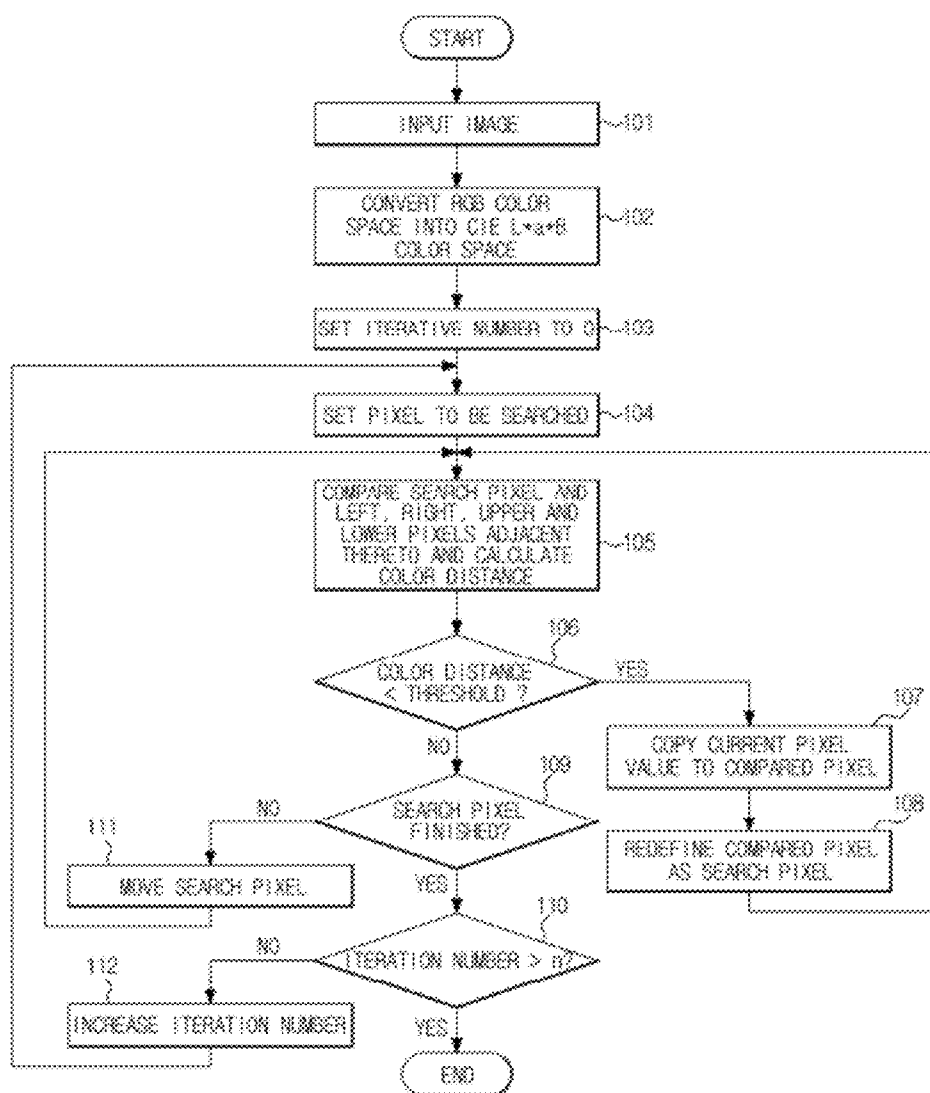 START
INPUT IMAGE
101
CONVERT RGB COLOR
SPACE INTO CIE L*a*B
COLOR SPACE
102
SET ITERATIVE NUMBER TO 0
103
SET PIXEL TO BE SEARCHED
104
COMPARE SEARCH PIXEL AND
LEFT, RIGHT, UPPER AND
LOWER PIXELS ADJACENT
THERETO AND CALCULATE
COLOR DISTANCE
105
106
COLOR DISTANCE
< THRESHOLD ?
YES
NO
107
COPY CURRENT PIXEL
VALUE TO COMPARED PIXEL
108
REDEFINE COMPARED PIXEL
AS SEARCH PIXEL
109
SEARCH PIXEL
FINISHED?
NO
YES
111
MOVE SEARCH PIXEL
110
ITERATION NUMBER > n?
NO
YES
112
INCREASE ITERATION NUMBER
END